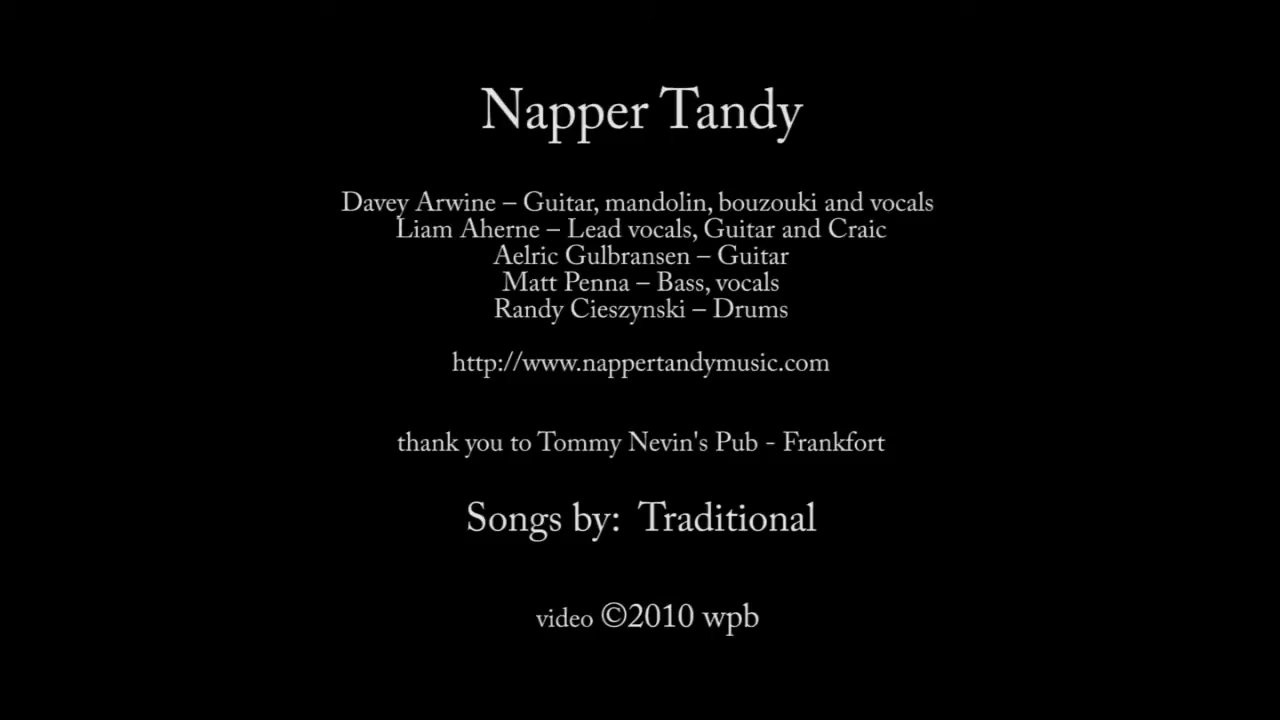 Napper Tandy
Davey Arwine – Guitar, mandolin, bouzouki and vocals
Liam Aherne – Lead vocals, Guitar and Craic
Aelric Gulbransen – Guitar
Matt Penna – Bass, vocals
Randy Cieszynski – Drums
http://www.nappertandymusic.com
thank you to Tommy Nevin's Pub - Frankfort
Songs by: Traditional
video ©2010 wpb